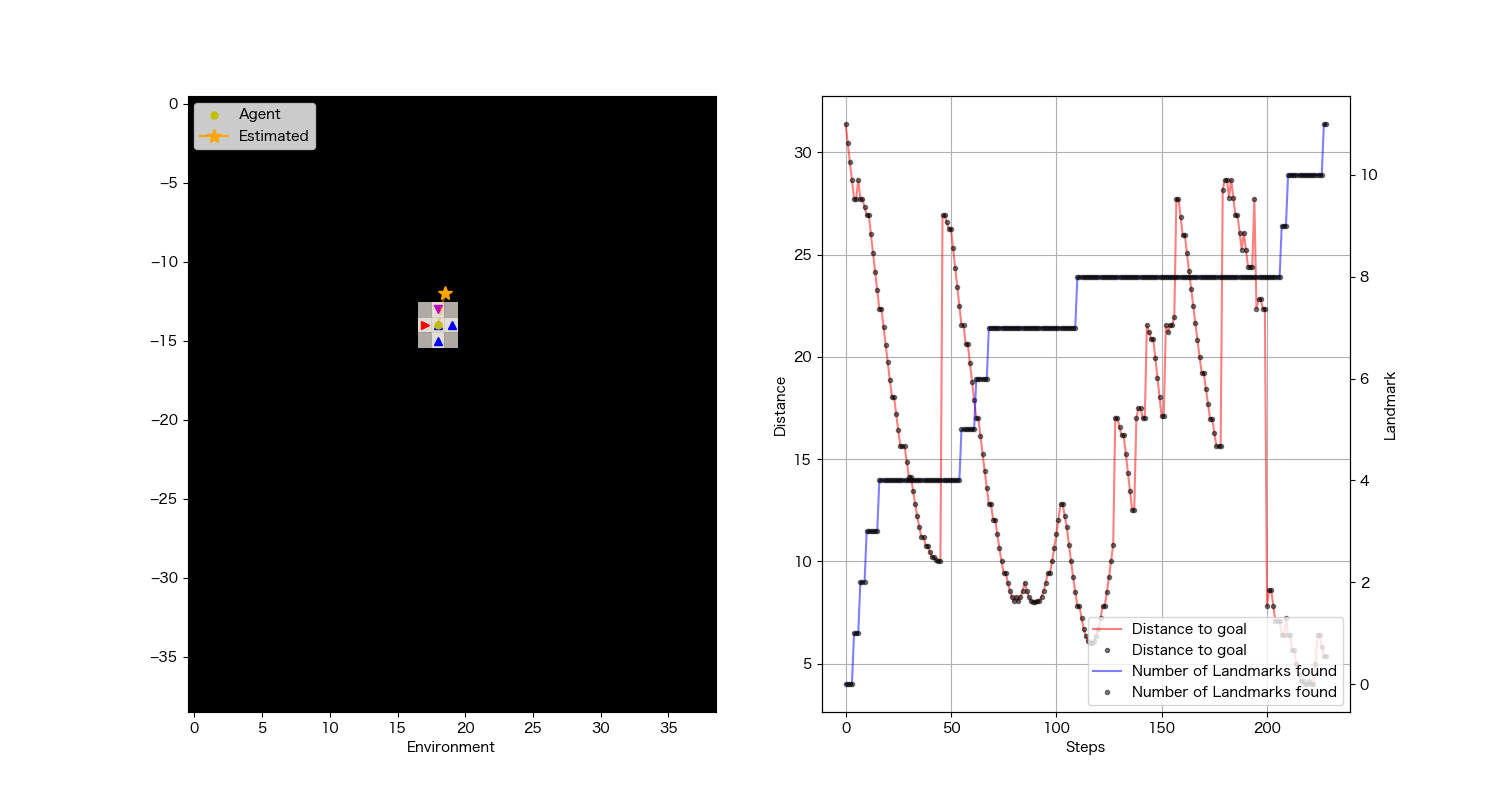 Agent
Estimated
0
−5
−10
−15
−20
−25
−30
−35
0 5 10 15 20 25 30 35
Environment
30
25
20
15
10
5
Distance
0 50 100 150 200
Steps
10
8
6
4
2
0
Landmark
Distance to goal
Distance to goal
Number of Landmarks found
Number of Landmarks found